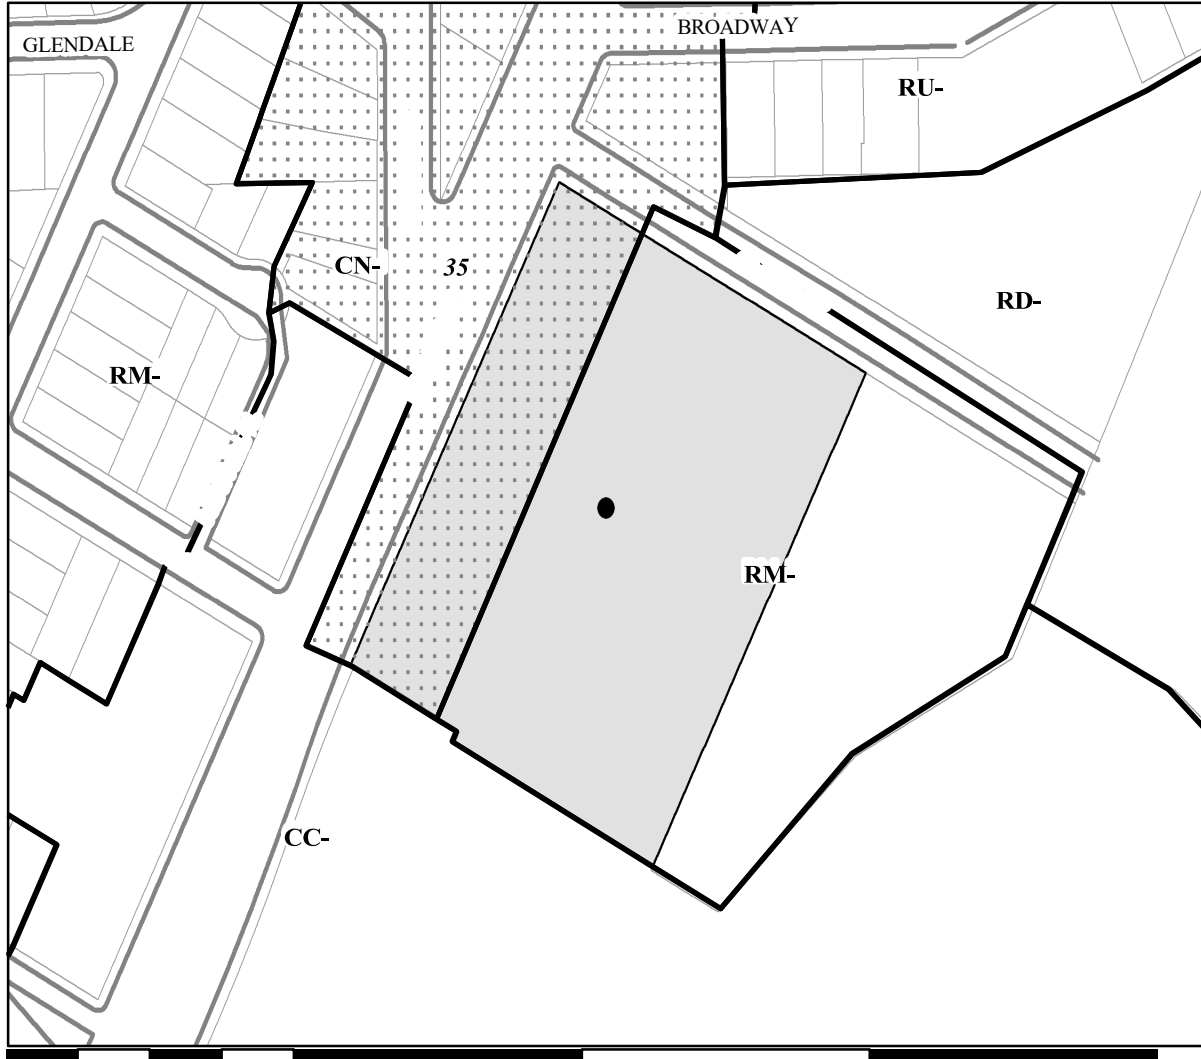 GLENDALE
BROADWAY
RU-
CN-
35
RD-
RM-
RM-
CC-